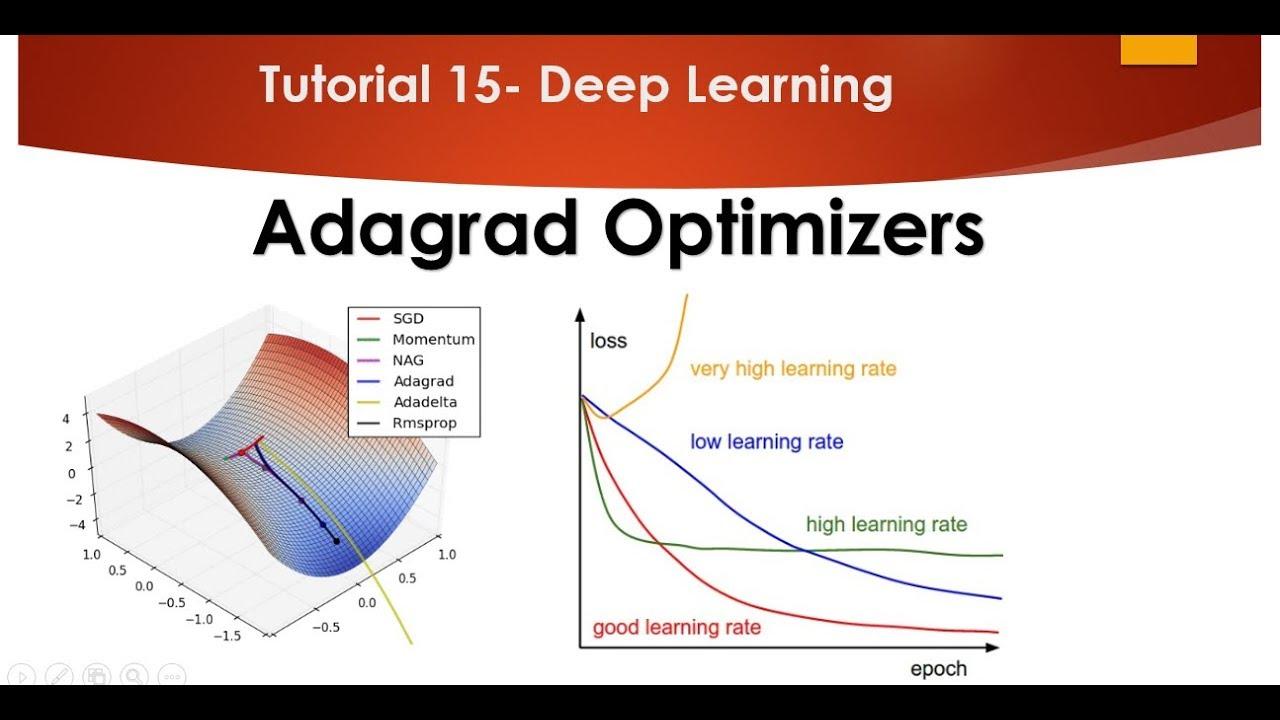 Tutorial 15- Deep Learning
Adagrad Optimizers
SGD
Momentum
NAG
Adagrad
Adadelta
Rmsprop
4
2
0
−2
−4
1.0
0.5
0.0
−0.5
−1.0
−1.5
−0.5
0.0
0.5
1.0
loss
very high learning rate
low learning rate
high learning rate
good learning rate
epoch